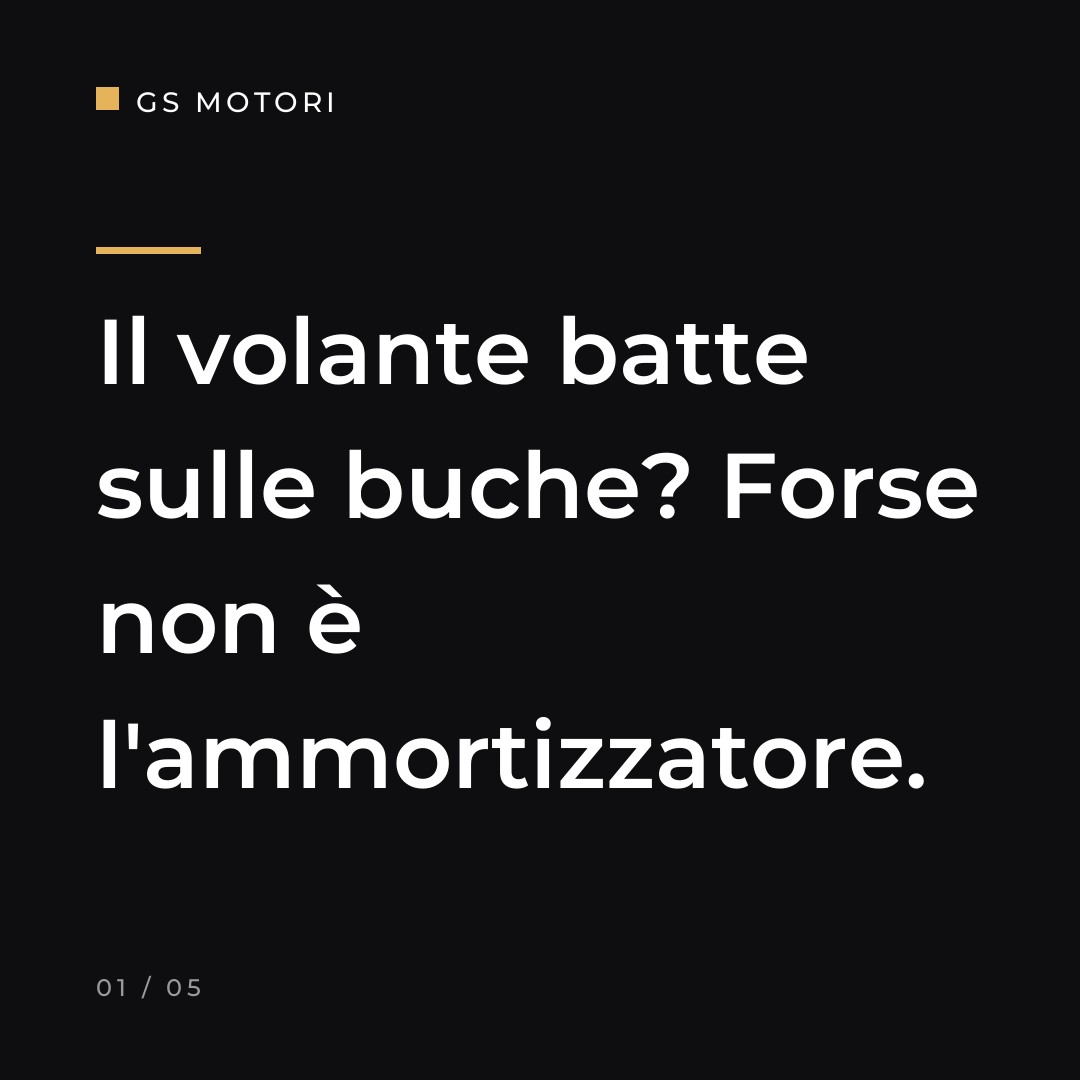 GS MOTORI
Il volante batte
sulle buche? Forse
non è
l'ammortizzatore.
01 / 05